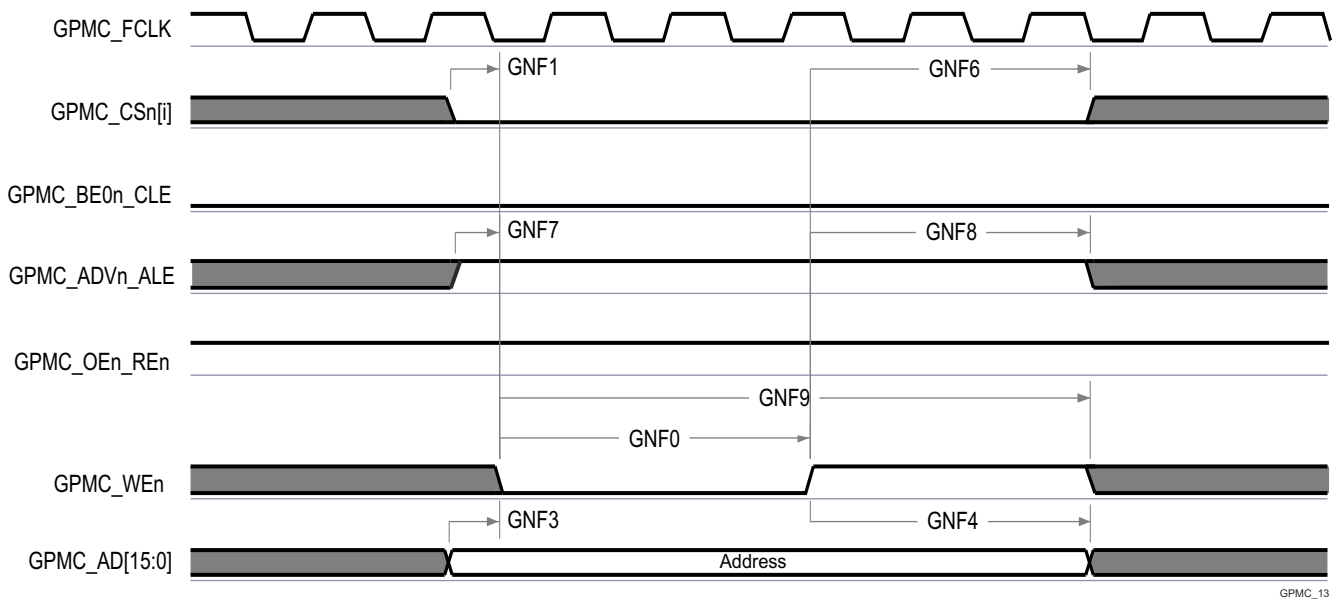 GPMC_FCLK
GNF1
GNF6
GPMC_CSn[i]
GPMC_BE0n_CLE
GNF7
GNF8
GPMC_ADVn_ALE
GPMC_OEn_REn
GNF9
GNF0
GPMC_WEn
GNF3
GNF4
GPMC_AD[15:0]
Address
GPMC_13